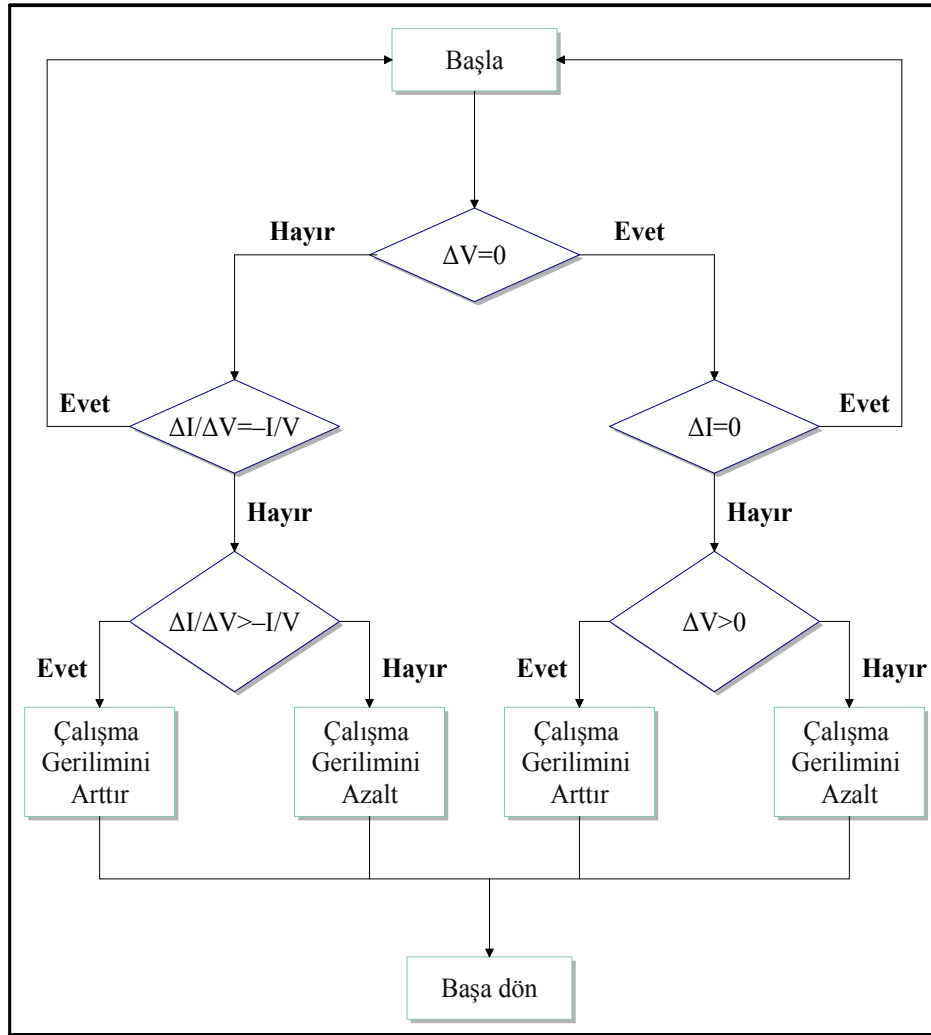 Başla
Hayır
Evet
ΔV=0
Evet
ΔI/ΔV=–I/V
ΔI=0
Evet
Hayır
Hayır
ΔI/ΔV>–I/V
ΔV>0
Evet
Hayır
Evet
Hayır
Çalışma
Gerilimini
Arttır
Çalışma
Gerilimini
Azalt
Çalışma
Gerilimini
Arttır
Çalışma
Gerilimini
Azalt
Başa dön